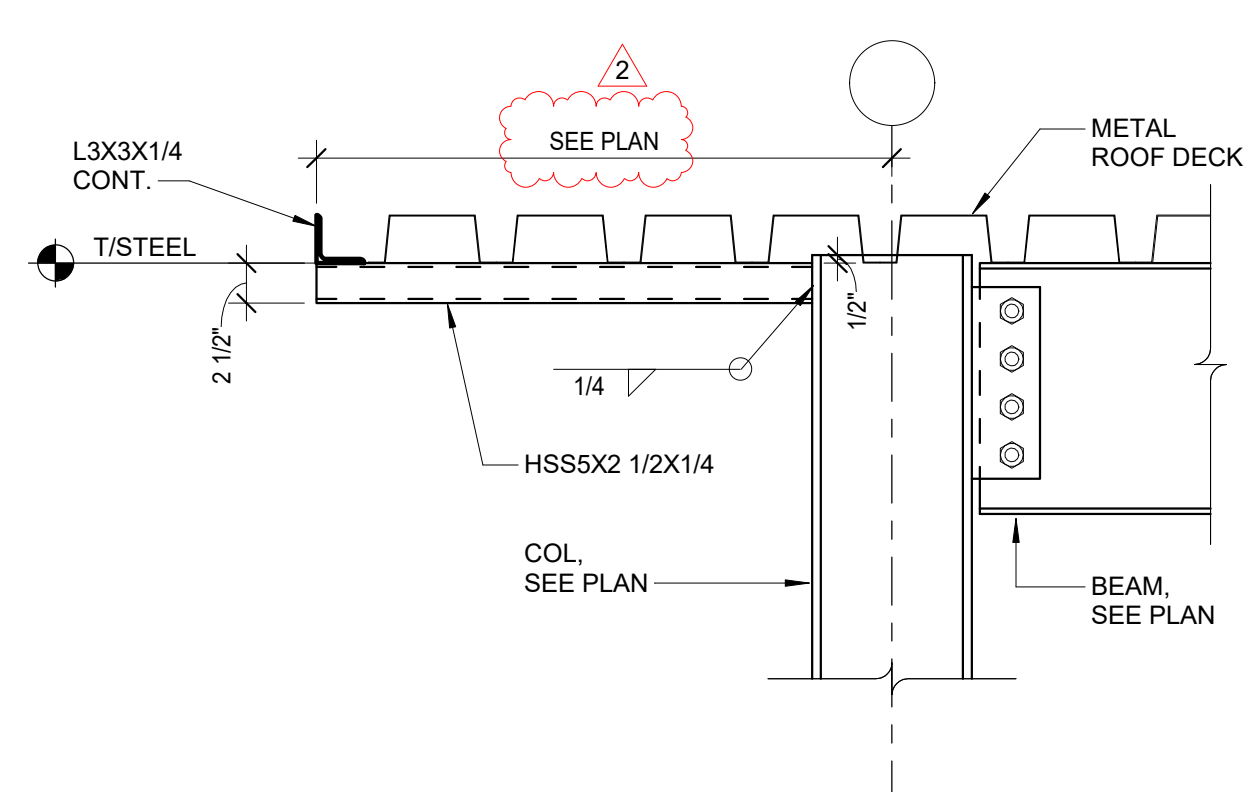 2
SEE PLAN
L3X3X1/4
CONT.
METAL
ROOF DECK
T/STEEL
2 1/2"
1/2"
1/4
HSS5X2 1/2X1/4
COL,
SEE PLAN
BEAM,
SEE PLAN